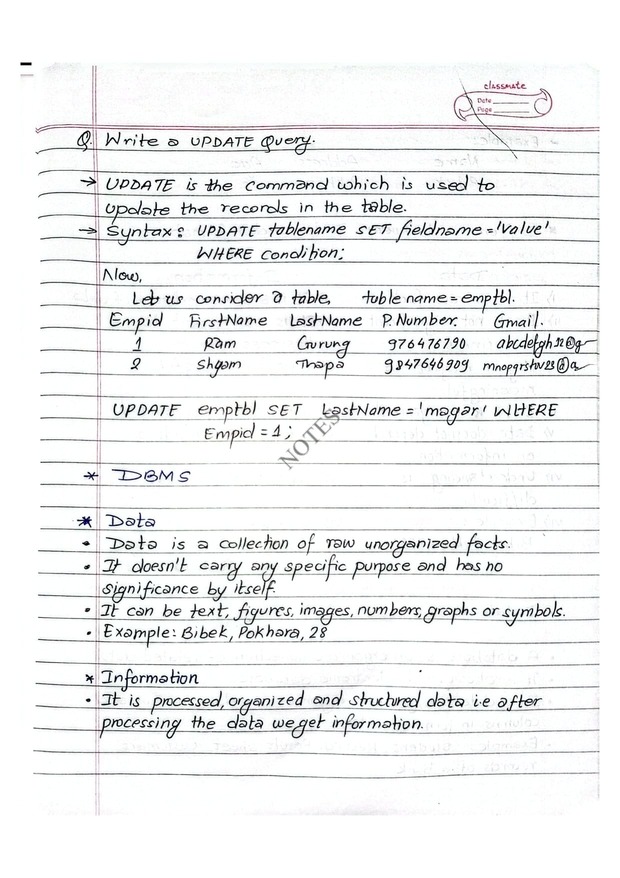 classmate
Date
Page
Q. Write a UPDATE Query.
→ UPDATE is the command which is used to
update the records in the table.
→ Syntax: UPDATE tablename SET fieldname = 'value'
WHERE condition;
Now,
Let us consider a table, table name = emptbl.
Empid FirstName LastName P.Number. Gmail.
1 Ram Gurung 976476790 abcdefgh12@g
2 Shyam Thapa 9847646909 mnopqrstuv23@a
UPDATE emptbl SET LastName = 'magar' WHERE
Empid = 1;
NOTES
* DBMS
* Data
• Data is a collection of raw unorganized facts.
• It doesn't carry any specific purpose and has no
significance by itself.
• It can be text, figures, images, numbers, graphs or symbols.
• Example: Bibek, Pokhara, 28
* Information
• It is processed, organized and structured data i.e after
processing the data we get information.